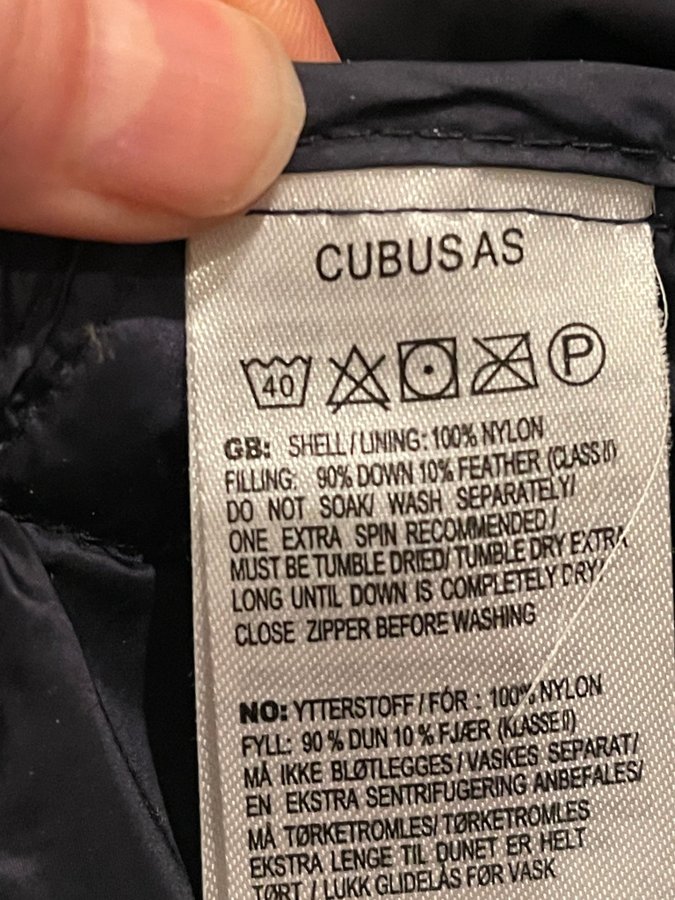 CUBUS AS
40 P
GB: SHELL / LINING: 100% NYLON
FILLING: 90% DOWN 10% FEATHER (CLASS II)
DO NOT SOAK/ WASH SEPARATELY/
ONE EXTRA SPIN RECOMMENDED /
MUST BE TUMBLE DRIED/ TUMBLE DRY EXTRA
LONG UNTIL DOWN IS COMPLETELY DRY/
CLOSE ZIPPER BEFORE WASHING
NO: YTTERSTOFF / FÓR : 100% NYLON
FYLL: 90 % DUN 10 % FJÆR (KLASSE II)
MÅ IKKE BLØTLEGGES / VASKES SEPARAT/
EN EKSTRA SENTRIFUGERING ANBEFALES/
MÅ TØRKETROMLES/ TØRKETROMLES
EKSTRA LENGE TIL DUNET ER HELT
TØRT / LUKK GLIDELÅS FØR VASK